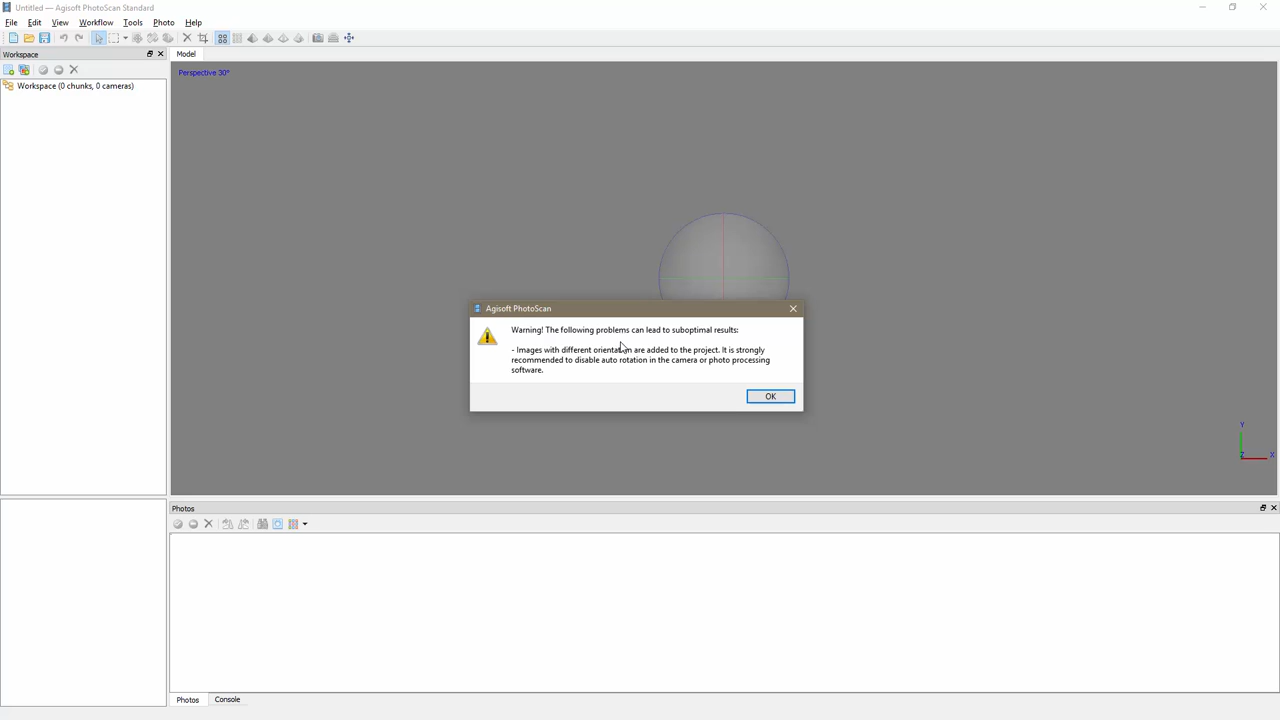 Untitled — Agisoft PhotoScan Standard
File Edit View Workflow Tools Photo Help
Workspace
Model
Perspective 30°
Workspace (0 chunks, 0 cameras)
Agisoft PhotoScan
Warning! The following problems can lead to suboptimal results:
- Images with different orientation are added to the project. It is strongly
recommended to disable auto rotation in the camera or photo processing
software.
OK
Y
Z X
Photos
Photos Console